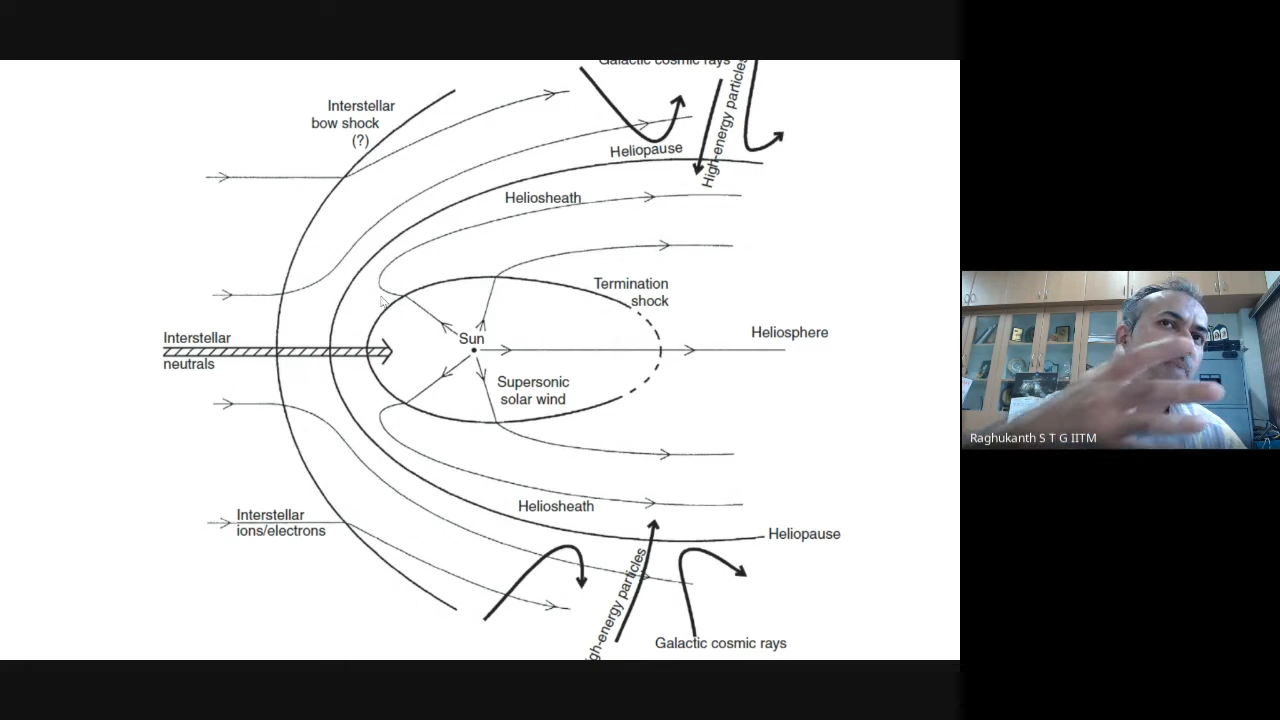 Galactic cosmic rays
High-energy particles
Interstellar
bow shock
(?)
Heliopause
Heliosheath
Termination
shock
Heliosphere
Interstellar
neutrals
Sun
Supersonic
solar wind
Raghukanth S T G IITM
Heliosheath
Interstellar
ions/electrons
Heliopause
gh-energy particles
Galactic cosmic rays